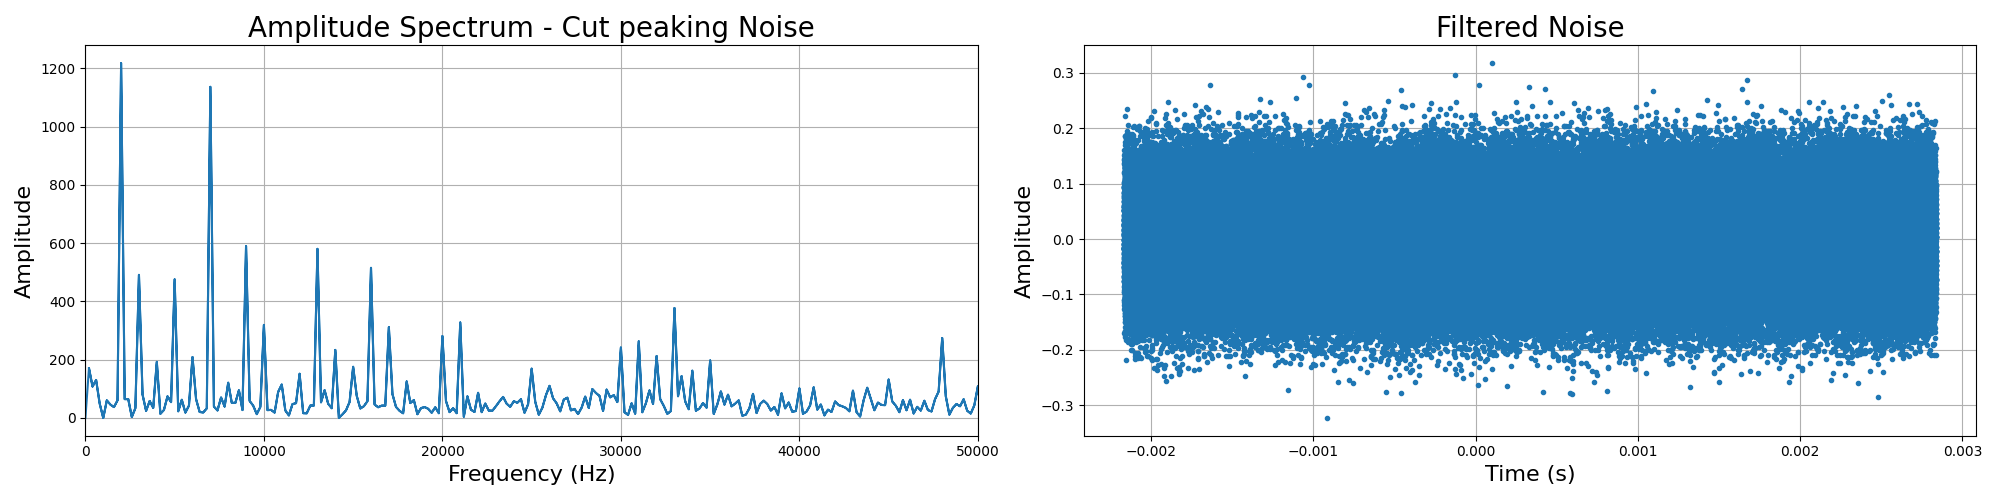 Amplitude Spectrum - Cut peaking Noise
Amplitude
1200
1000
800
600
400
200
0
0 10000 20000 30000 40000 50000
Frequency (Hz)
Filtered Noise
Amplitude
0.3
0.2
0.1
0.0
−0.1
−0.2
−0.3
−0.002 −0.001 0.000 0.001 0.002 0.003
Time (s)